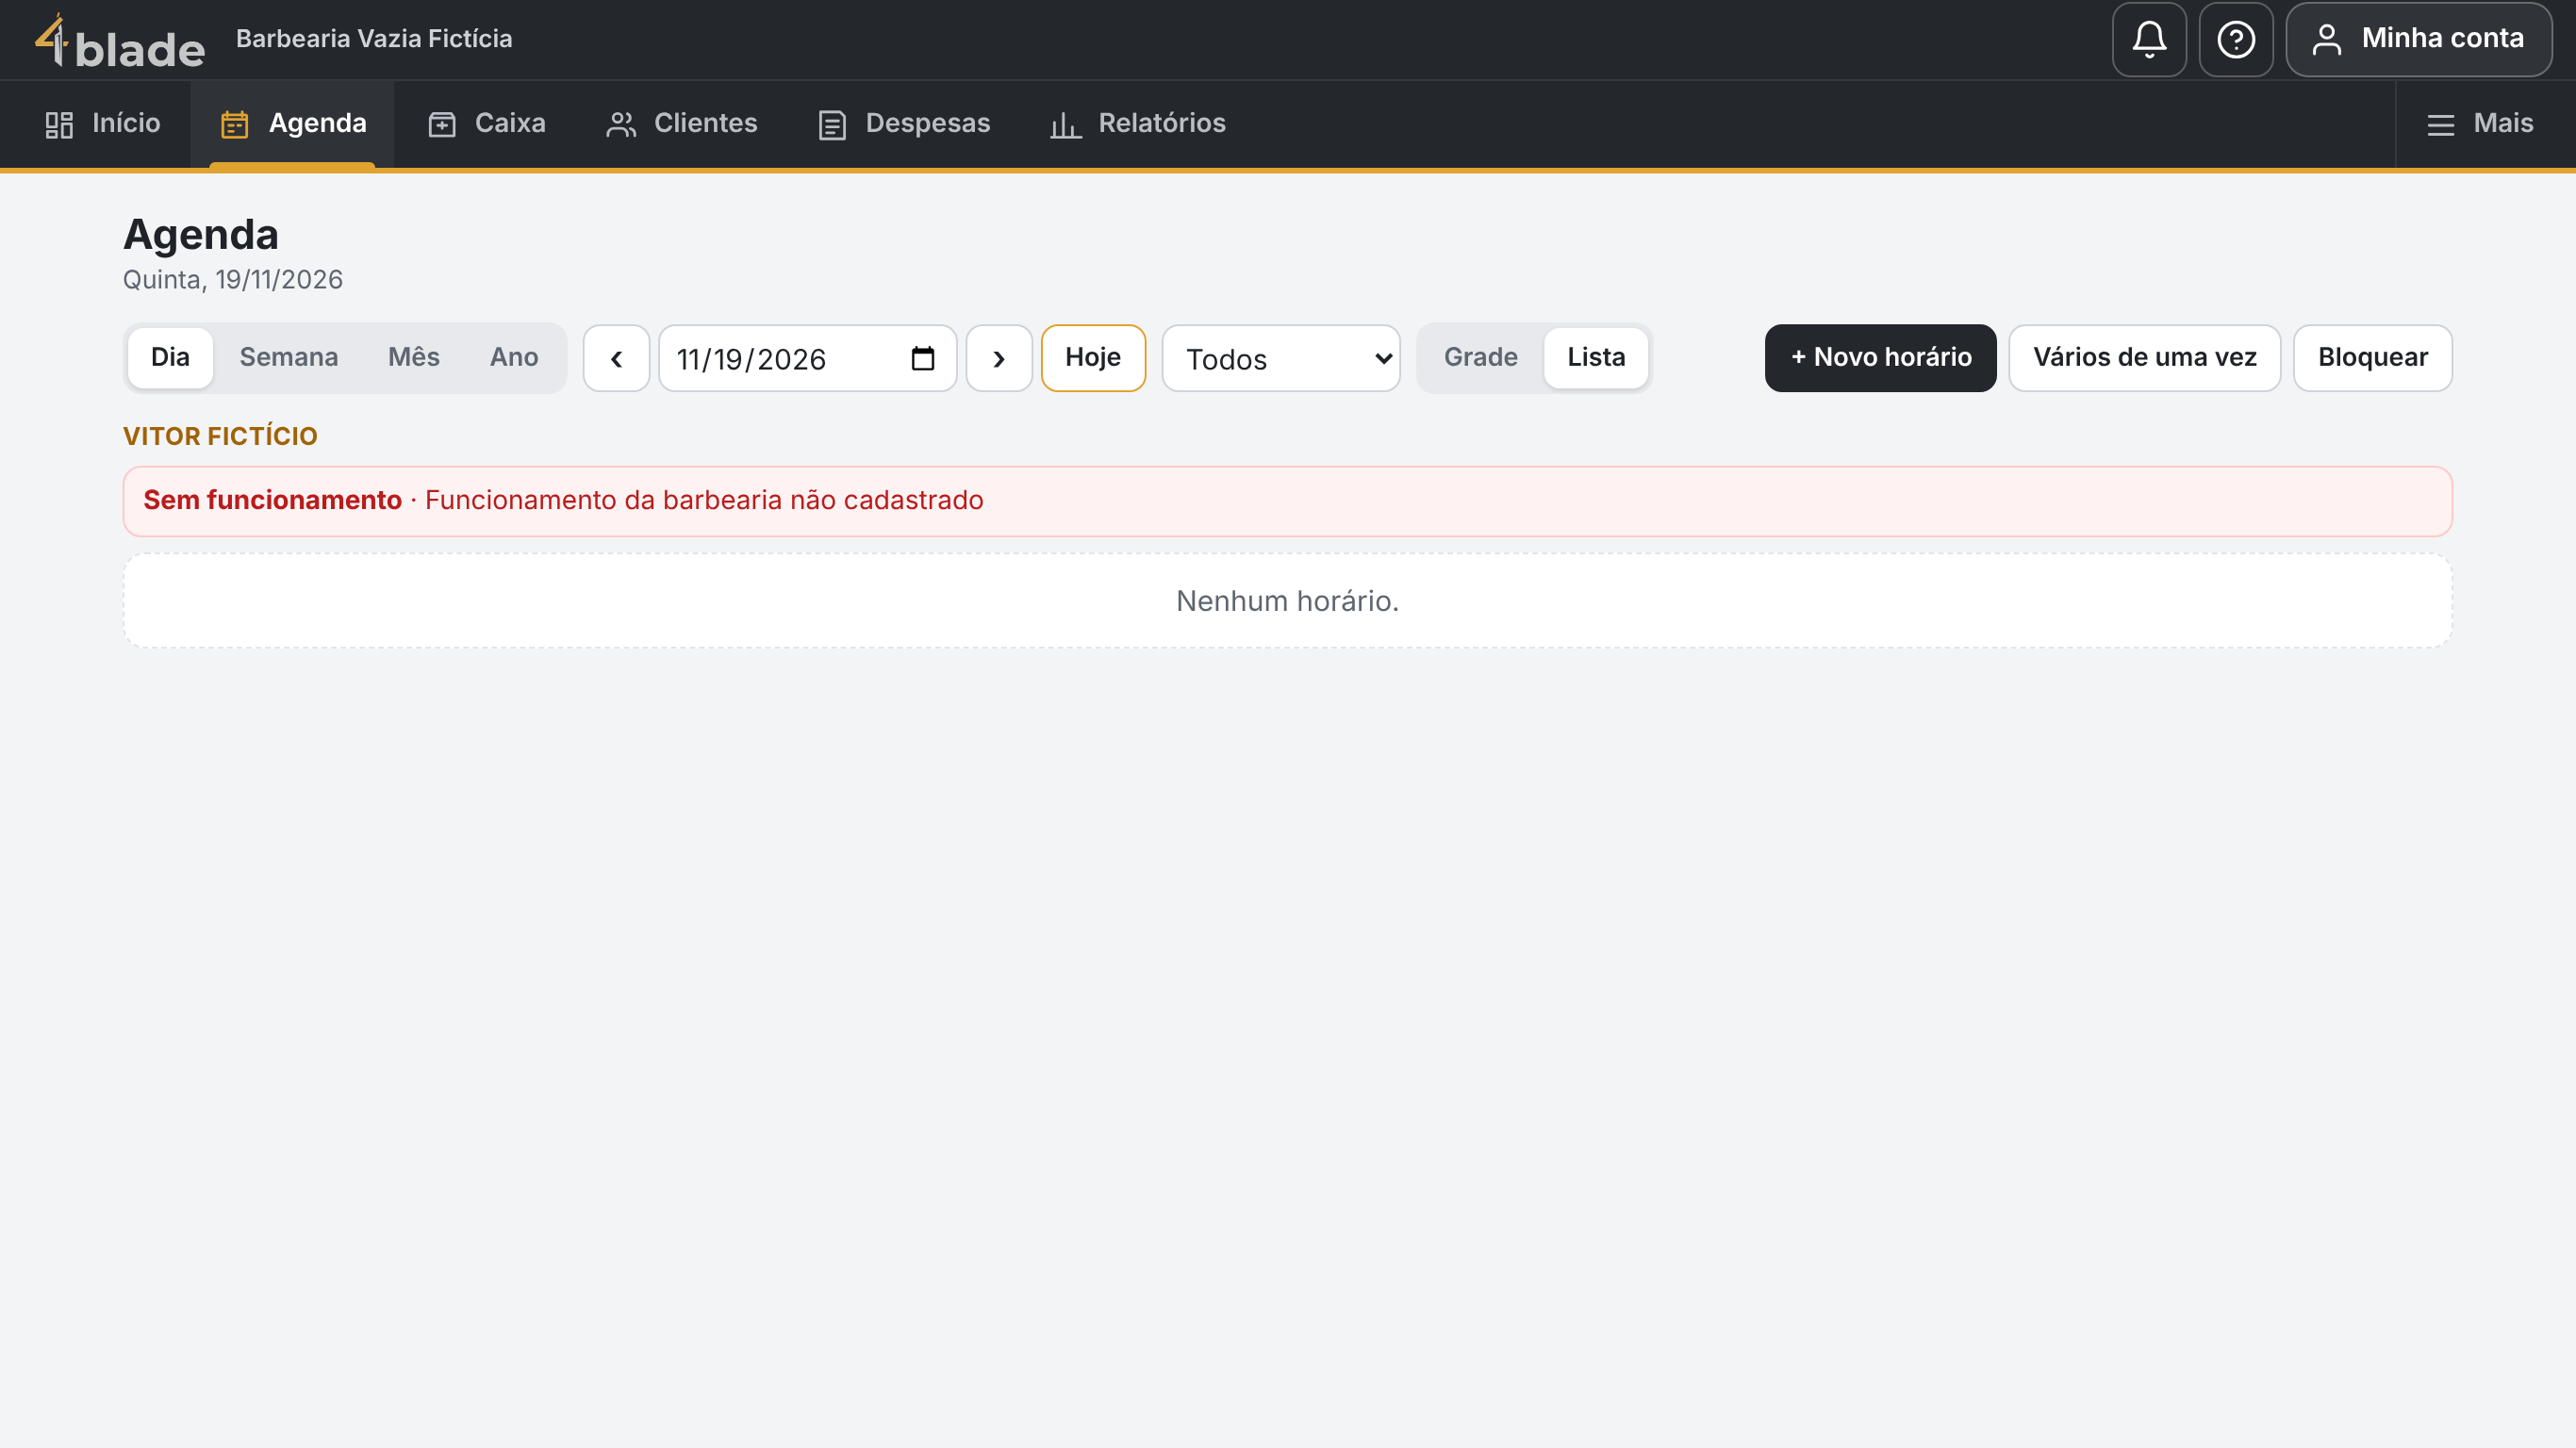 4blade Barbearia Vazia Fictícia Minha conta
Início Agenda Caixa Clientes Despesas Relatórios Mais
Agenda
Quinta, 19/11/2026
Dia Semana Mês Ano ‹ 11/19/2026 › Hoje Todos Grade Lista + Novo horário Vários de uma vez Bloquear
VITOR FICTÍCIO
Sem funcionamento · Funcionamento da barbearia não cadastrado
Nenhum horário.